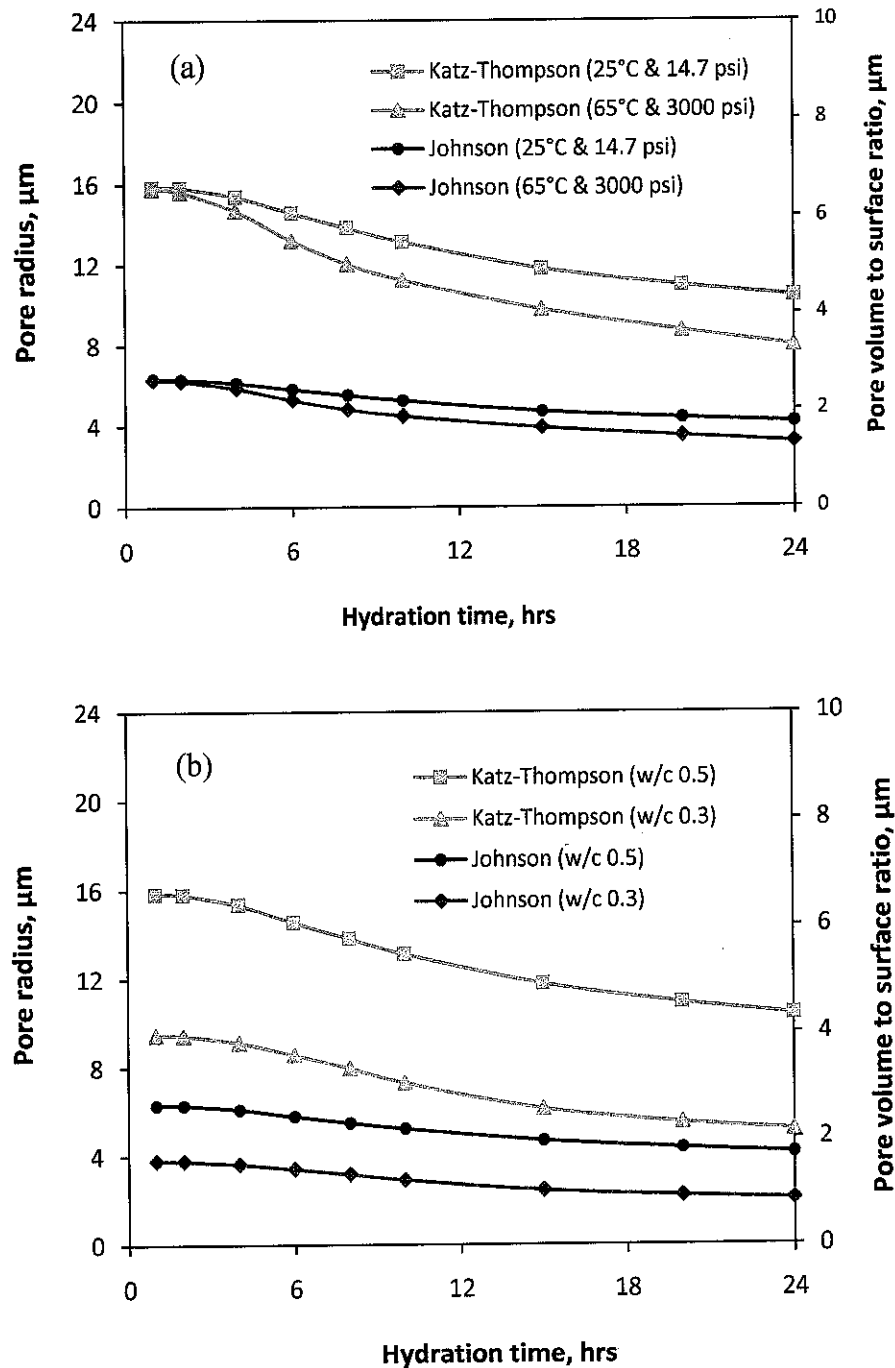 (a)
Katz-Thompson (25°C & 14.7 psi)
Katz-Thompson (65°C & 3000 psi)
Johnson (25°C & 14.7 psi)
Johnson (65°C & 3000 psi)
Pore radius, µm
24
20
16
12
8
4
0
Pore volume to surface ratio, µm
10
8
6
4
2
0
0 6 12 18 24
Hydration time, hrs
(b)
Katz-Thompson (w/c 0.5)
Katz-Thompson (w/c 0.3)
Johnson (w/c 0.5)
Johnson (w/c 0.3)
Pore radius, µm
24
20
16
12
8
4
0
Pore volume to surface ratio, µm
10
8
6
4
2
0
0 6 12 18 24
Hydration time, hrs